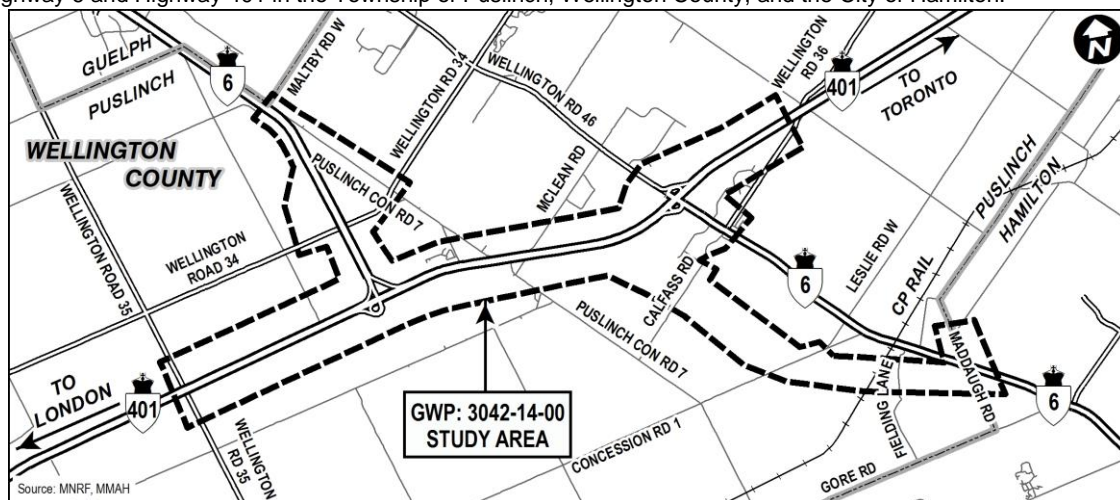 ghway 6 and Highway 401 in the Township of Puslinch, Wellington County, and the City of Hamilton.
GUELPH
PUSLINCH
6
MALTBY RD W
WELLINGTON RD 34
WELLINGTON RD 46
WELLINGTON
RD 36
401
TO
TORONTO
N
WELLINGTON
COUNTY
PUSLINCH CON RD 7
MCLEAN RD
PUSLINCH
HAMILTON
WELLINGTON ROAD 35
WELLINGTON
ROAD 34
CALFASS RD
6
LESLIE RD W
CP RAIL
PUSLINCH CON RD 7
MADDAUGH RD
TO
LONDON
401
GWP: 3042-14-00
STUDY AREA
FIELDING LANE
6
WELLINGTON
RD 35
CONCESSION RD 1
GORE RD
Source: MNRF, MMAH